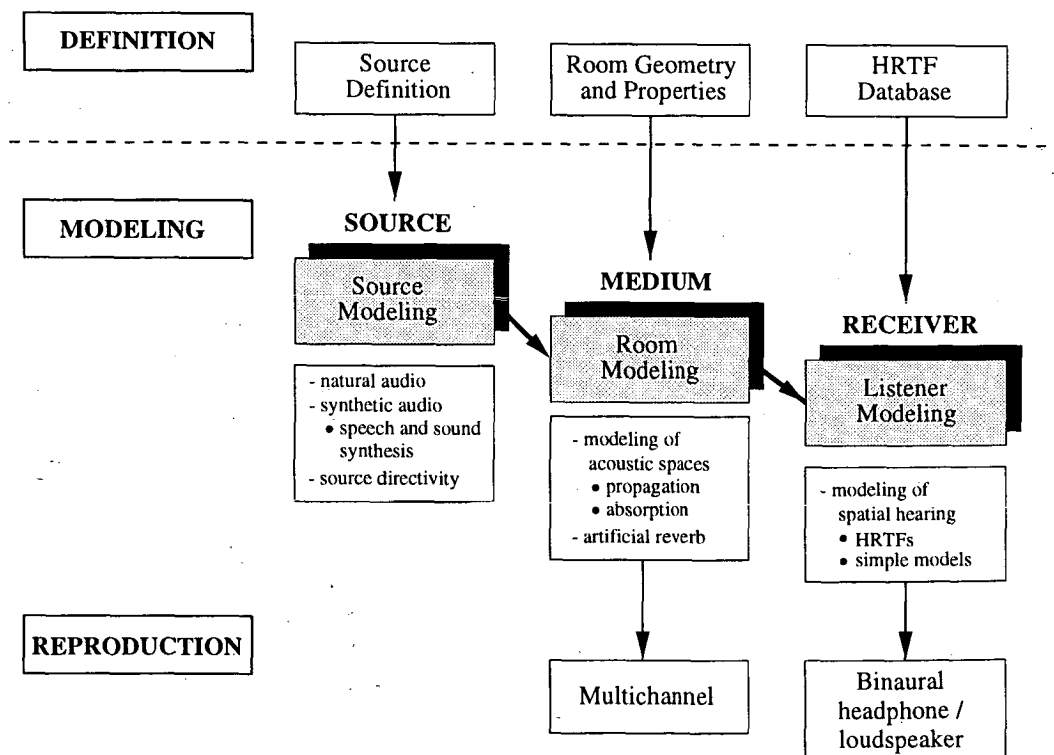 DEFINITION
Source
Definition
Room Geometry
and Properties
HRTF
Database
MODELING
SOURCE
Source
Modeling
- natural audio
- synthetic audio
• speech and sound
synthesis
- source directivity
MEDIUM
Room
Modeling
- modeling of
acoustic spaces
• propagation
• absorption
- artificial reverb
RECEIVER
Listener
Modeling
- modeling of
spatial hearing
• HRTFs
• simple models
REPRODUCTION
Multichannel
Binaural
headphone /
loudspeaker